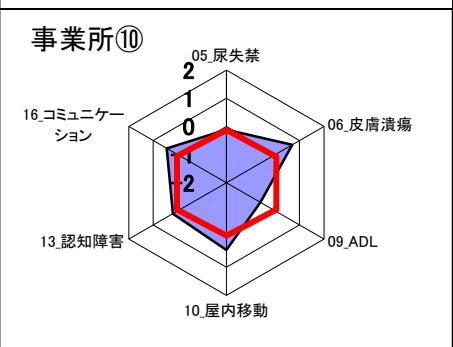 事業所⑩
05_尿失禁
2
1
0
-1
-2
06_皮膚潰瘍
09_ADL
10_屋内移動
13_認知障害
16_コミュニケー
ション